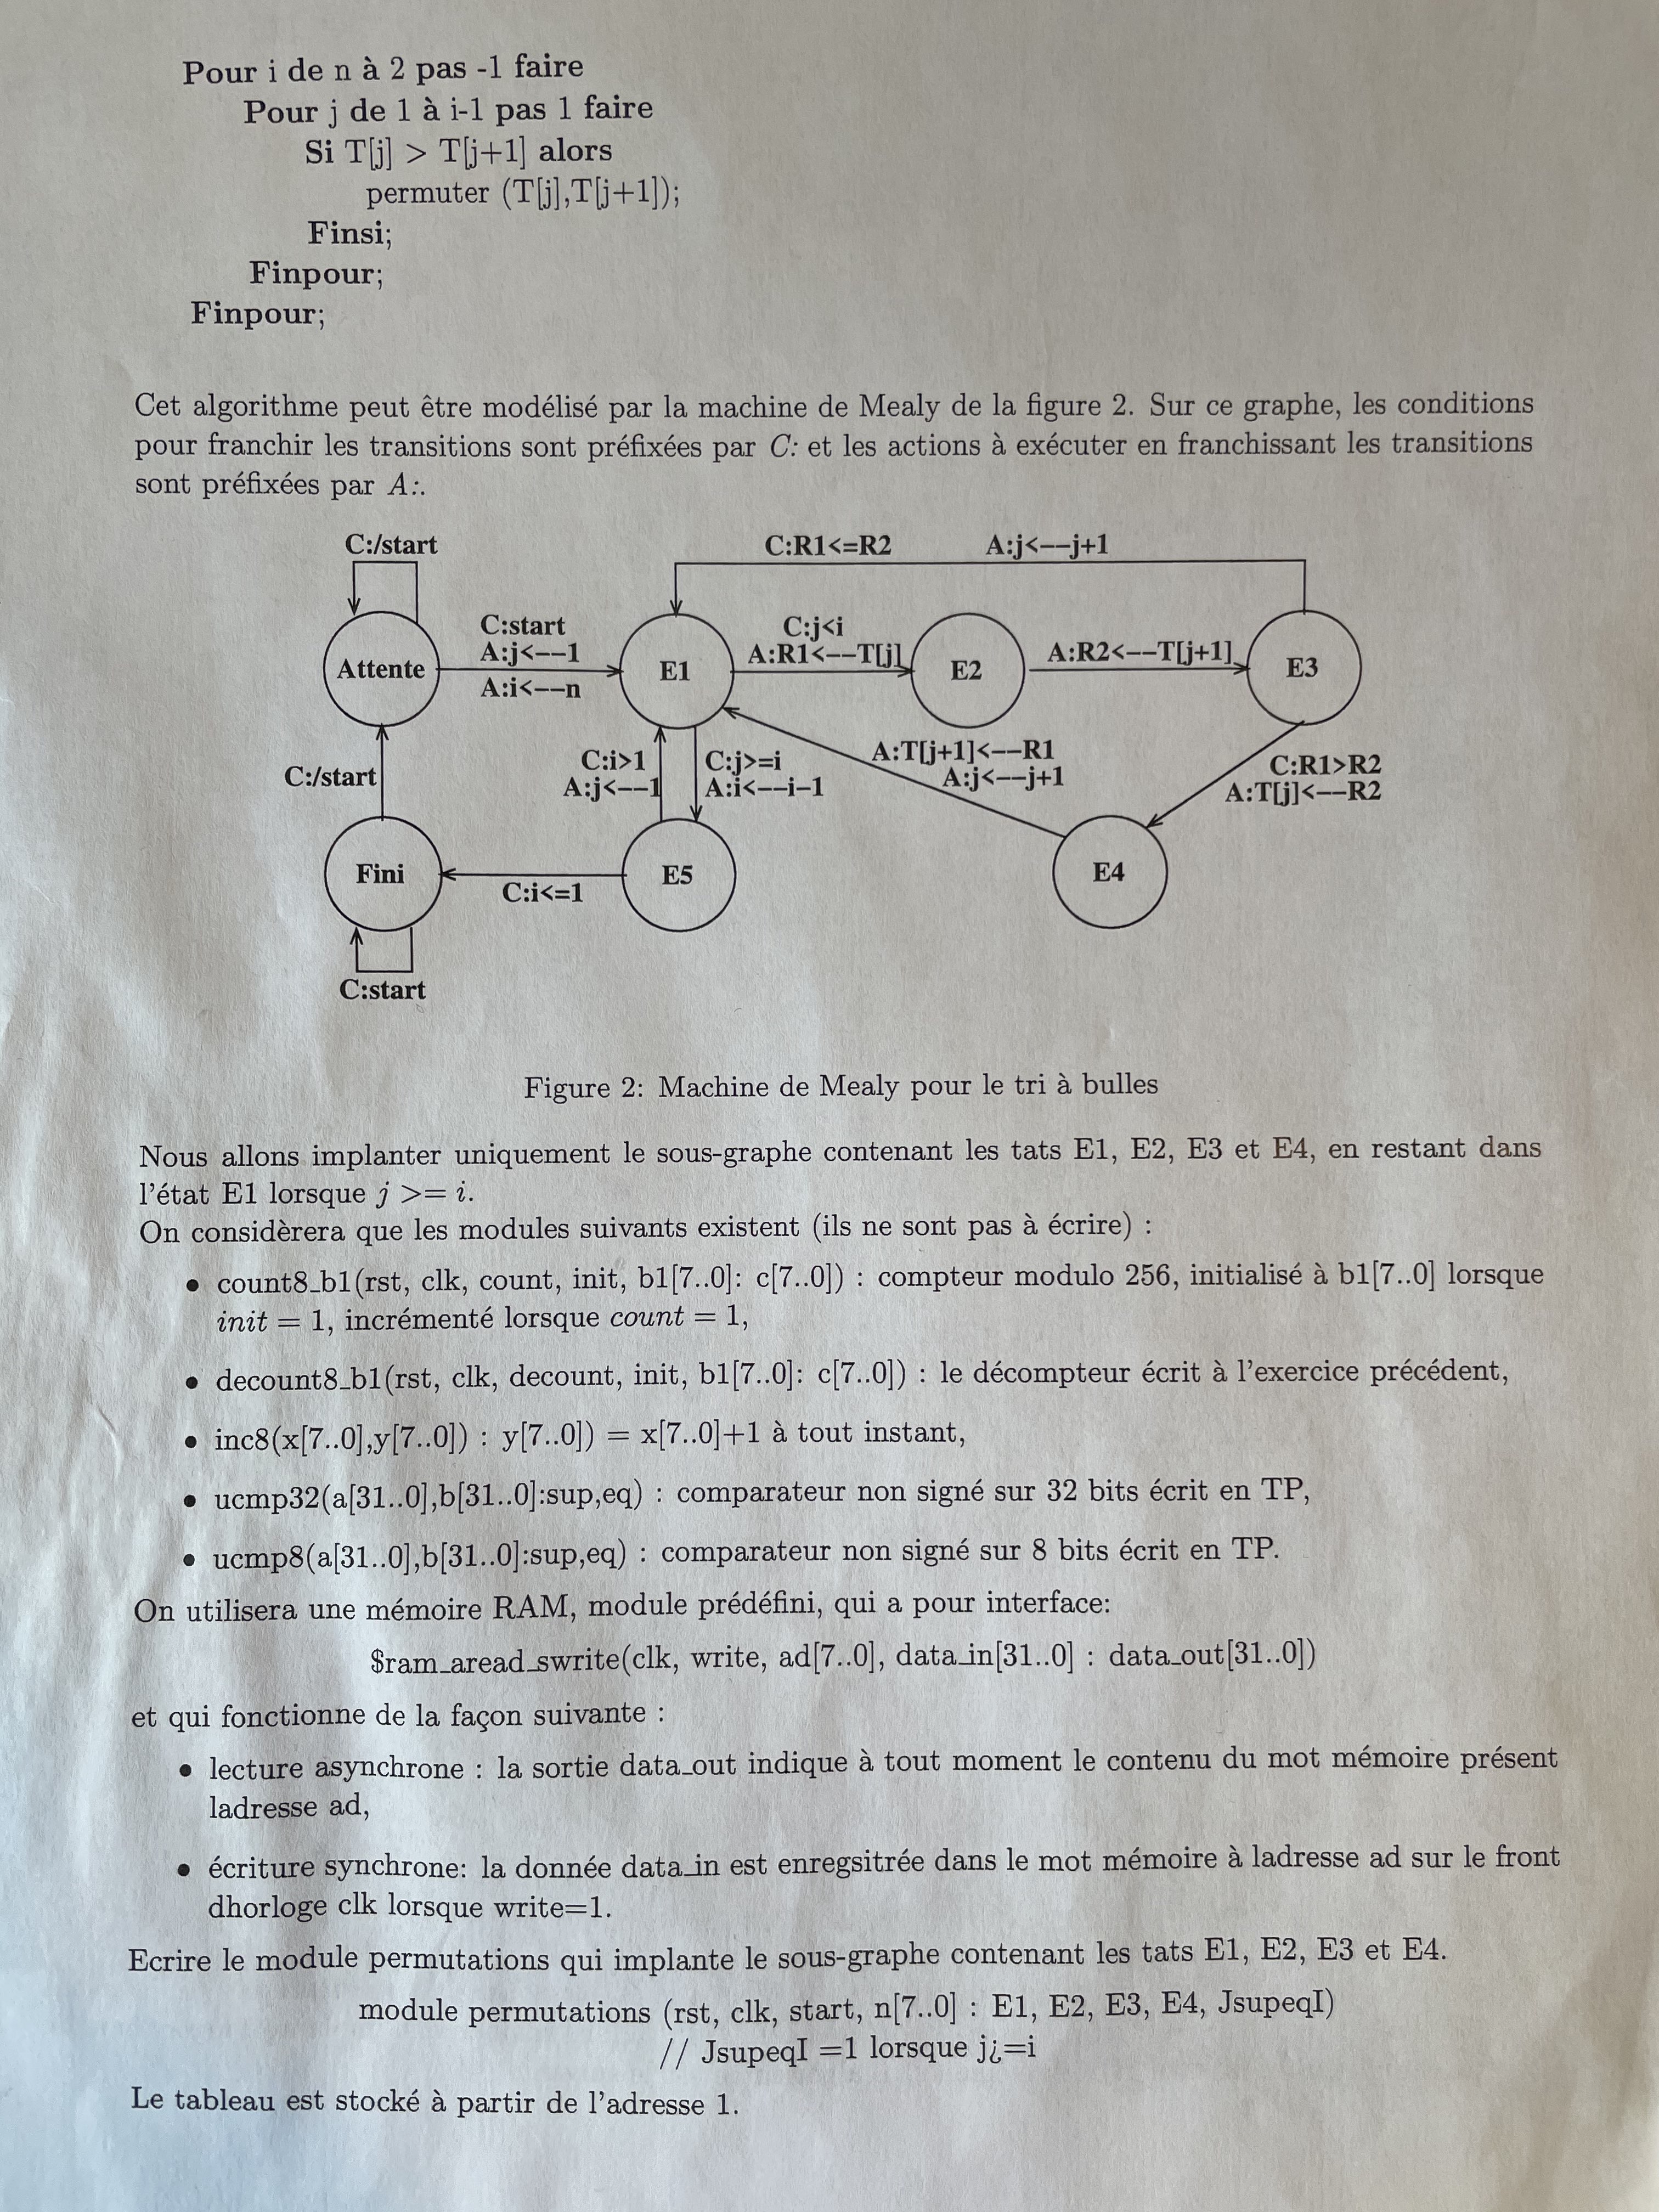 Pour i de n à 2 pas -1 faire
Pour j de 1 à i-1 pas 1 faire
Si T[j] > T[j+1] alors
permuter (T[j],T[j+1]);
Finsi;
Finpour;
Finpour;
Cet algorithme peut être modélisé par la machine de Mealy de la figure 2. Sur ce graphe, les conditions
pour franchir les transitions sont préfixées par C: et les actions à exécuter en franchissant les transitions
sont préfixées par A:.
C:/start
C:R1<=R2 A:j<––j+1
Attente
C:start
A:j<––1
A:i<––n
E1
C:j<i
A:R1<––T[j]
E2
A:R2<––T[j+1]
E3
C:/start
C:i>1
A:j<––1
C:j>=i
A:i<––i–1
A:T[j+1]<––R1
A:j<––j+1
C:R1>R2
A:T[j]<––R2
Fini
C:i<=1
E5
E4
C:start
Figure 2: Machine de Mealy pour le tri à bulles
Nous allons implanter uniquement le sous-graphe contenant les tats E1, E2, E3 et E4, en restant dans
l'état E1 lorsque j >= i.
On considèrera que les modules suivants existent (ils ne sont pas à écrire) :
• count8_b1(rst, clk, count, init, b1[7..0]: c[7..0]) : compteur modulo 256, initialisé à b1[7..0] lorsque
init = 1, incrémenté lorsque count = 1,
• decount8_b1(rst, clk, decount, init, b1[7..0]: c[7..0]) : le décompteur écrit à l'exercice précédent,
• inc8(x[7..0],y[7..0]) : y[7..0]) = x[7..0]+1 à tout instant,
• ucmp32(a[31..0],b[31..0]:sup,eq) : comparateur non signé sur 32 bits écrit en TP,
• ucmp8(a[31..0],b[31..0]:sup,eq) : comparateur non signé sur 8 bits écrit en TP.
On utilisera une mémoire RAM, module prédéfini, qui a pour interface:
$ram_aread_swrite(clk, write, ad[7..0], data_in[31..0] : data_out[31..0])
et qui fonctionne de la façon suivante :
• lecture asynchrone : la sortie data_out indique à tout moment le contenu du mot mémoire présent
ladresse ad,
• écriture synchrone: la donnée data_in est enregsitrée dans le mot mémoire à ladresse ad sur le front
dhorloge clk lorsque write=1.
Ecrire le module permutations qui implante le sous-graphe contenant les tats E1, E2, E3 et E4.
module permutations (rst, clk, start, n[7..0] : E1, E2, E3, E4, JsupeqI)
// JsupeqI =1 lorsque j¿=i
Le tableau est stocké à partir de l'adresse 1.